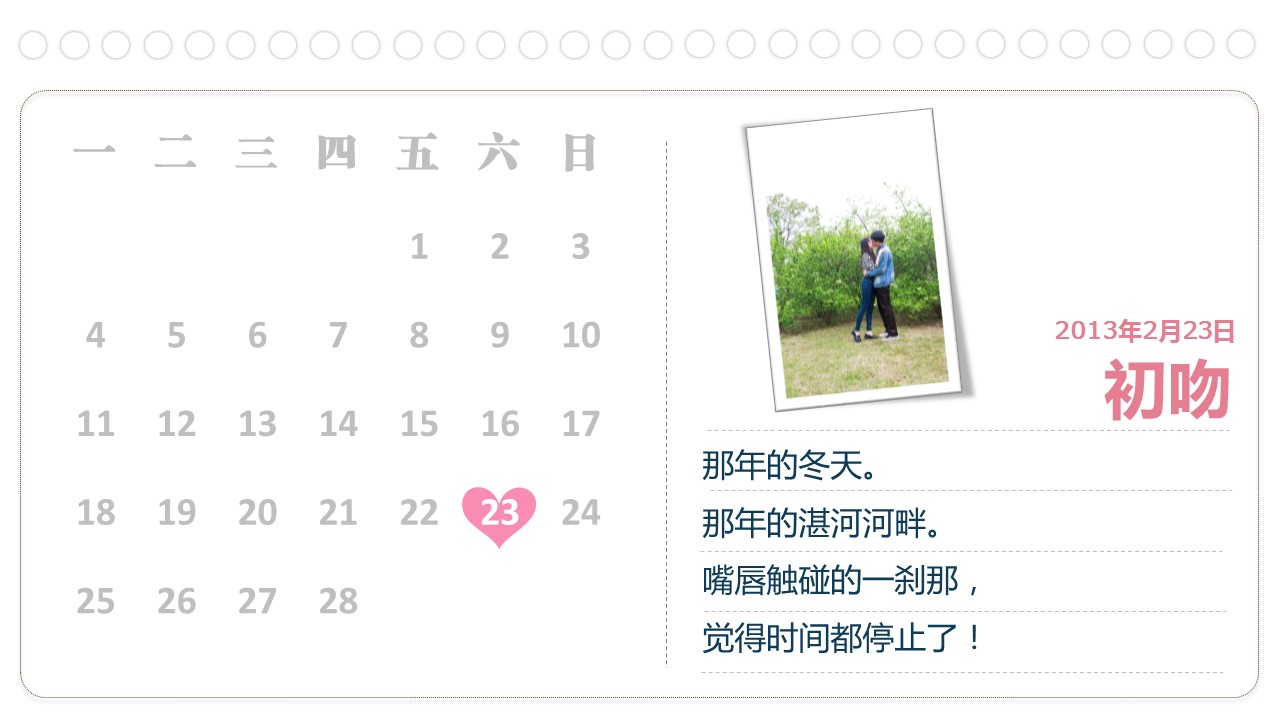 一 二 三 四 五 六 日
1 2 3
4 5 6 7 8 9 10
11 12 13 14 15 16 17
18 19 20 21 22 23 24
25 26 27 28
2013年2月23日
初吻
那年的冬天。
那年的湛河河畔。
嘴唇触碰的一刹那，
觉得时间都停止了！